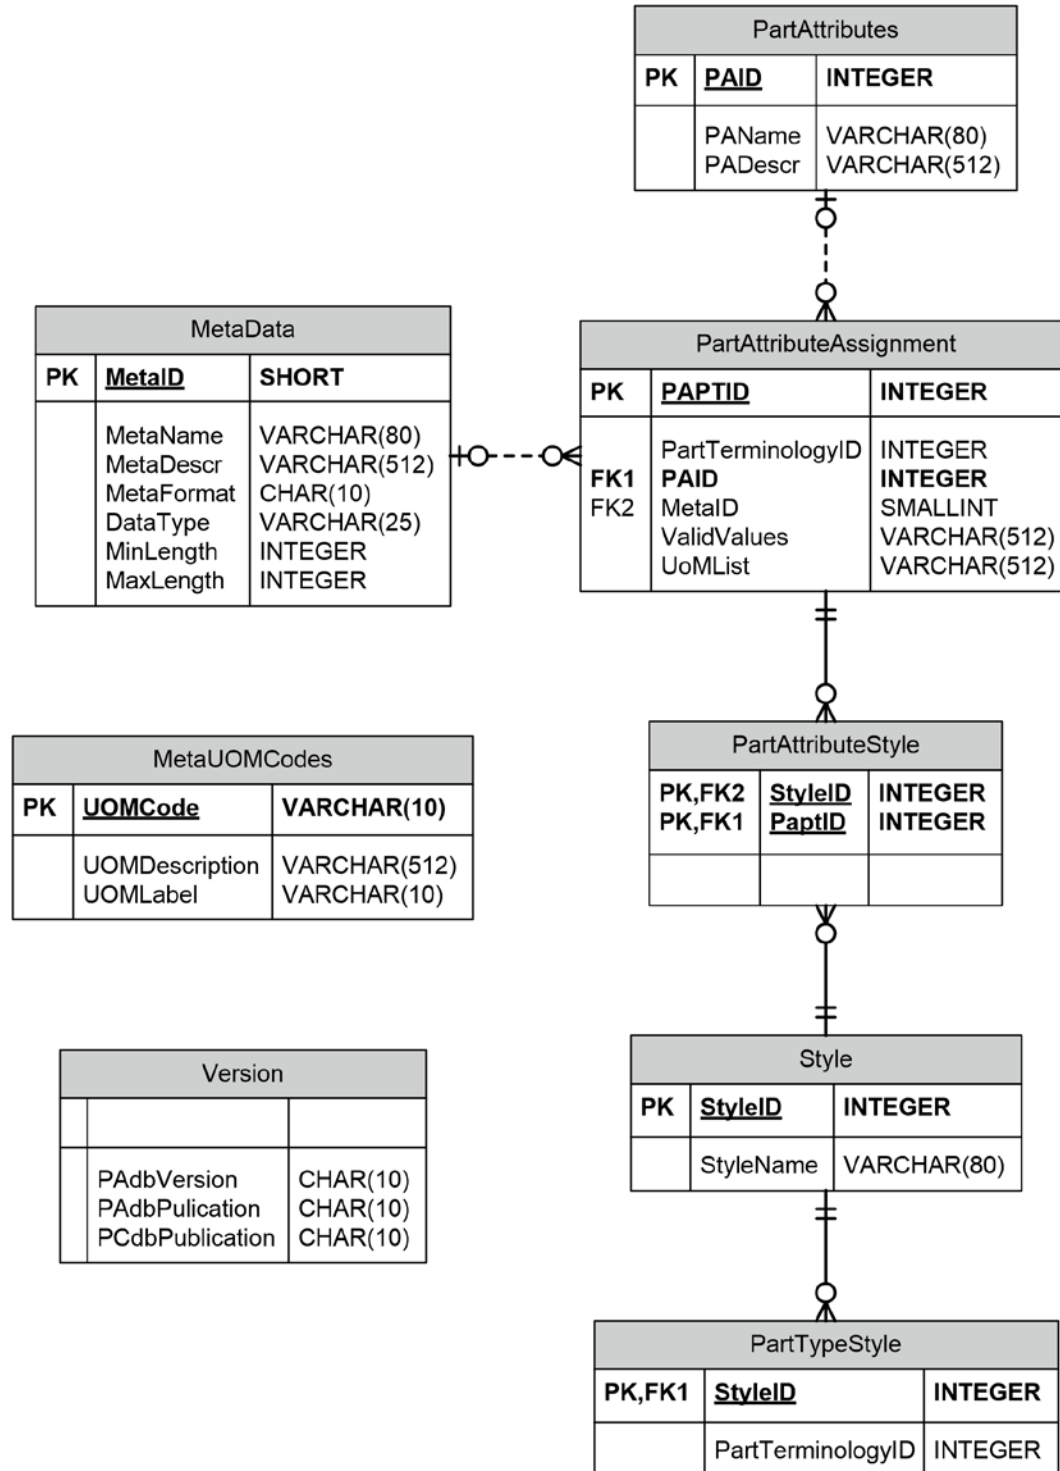 PartAttributes
PK PAID INTEGER
PAName VARCHAR(80)
PADescr VARCHAR(512)
MetaData
PK MetaID SHORT
MetaName VARCHAR(80)
MetaDescr VARCHAR(512)
MetaFormat CHAR(10)
DataType VARCHAR(25)
MinLength INTEGER
MaxLength INTEGER
PartAttributeAssignment
PK PAPTID INTEGER
PartTerminologyID INTEGER
FK1 PAID INTEGER
FK2 MetaID SMALLINT
ValidValues VARCHAR(512)
UoMList VARCHAR(512)
MetaUOMCodes
PK UOMCode VARCHAR(10)
UOMDescription VARCHAR(512)
UOMLabel VARCHAR(10)
PartAttributeStyle
PK,FK2 StyleID INTEGER
PK,FK1 PaptID INTEGER
Version
PAdbVersion CHAR(10)
PAdbPulication CHAR(10)
PCdbPublication CHAR(10)
Style
PK StyleID INTEGER
StyleName VARCHAR(80)
PartTypeStyle
PK,FK1 StyleID INTEGER
PartTerminologyID INTEGER